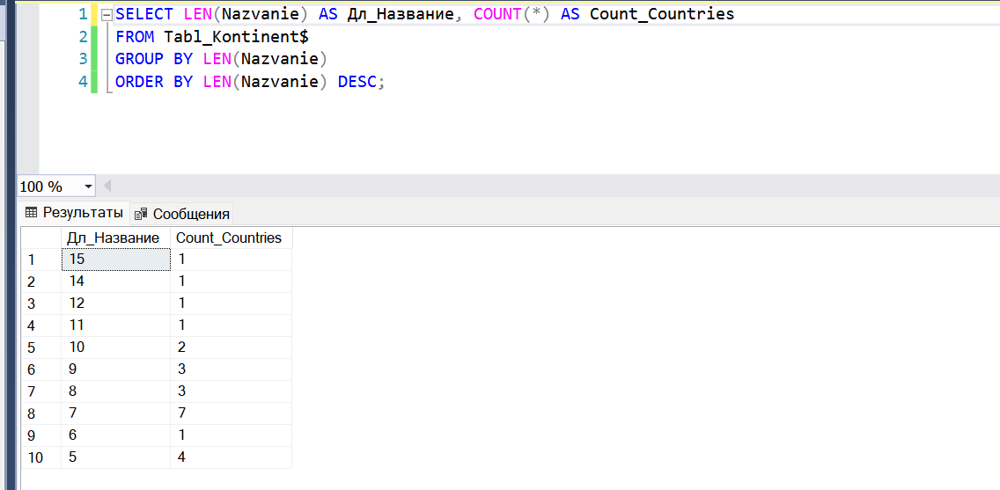 1 SELECT LEN(Nazvanie) AS Дл_Название, COUNT(*) AS Count_Countries
2 FROM Tabl_Kontinent$
3 GROUP BY LEN(Nazvanie)
4 ORDER BY LEN(Nazvanie) DESC;
100 %
Результаты Сообщения
Дл_Название Count_Countries
1 15 1
2 14 1
3 12 1
4 11 1
5 10 2
6 9 3
7 8 3
8 7 7
9 6 1
10 5 4